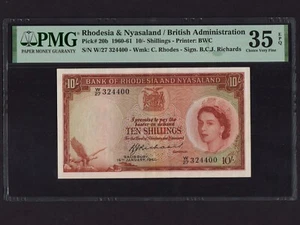 PMG
PAPER MONEY GUARANTY
Rhodesia & Nyasaland / British Administration
Pick# 20b 1960-61 10/- Shillings - Printer: BWC
S/N W/27 324400 - Wmk: C. Rhodes - Sign. R.C.J. Richards
35 EPQ
Choice Very Fine
10/-
BANK OF RHODESIA AND NYASALAND
10/-
W/27 324400
I promise to pay the
bearer on demand
TEN SHILLINGS
SALISBURY
W/27 324400
10/-